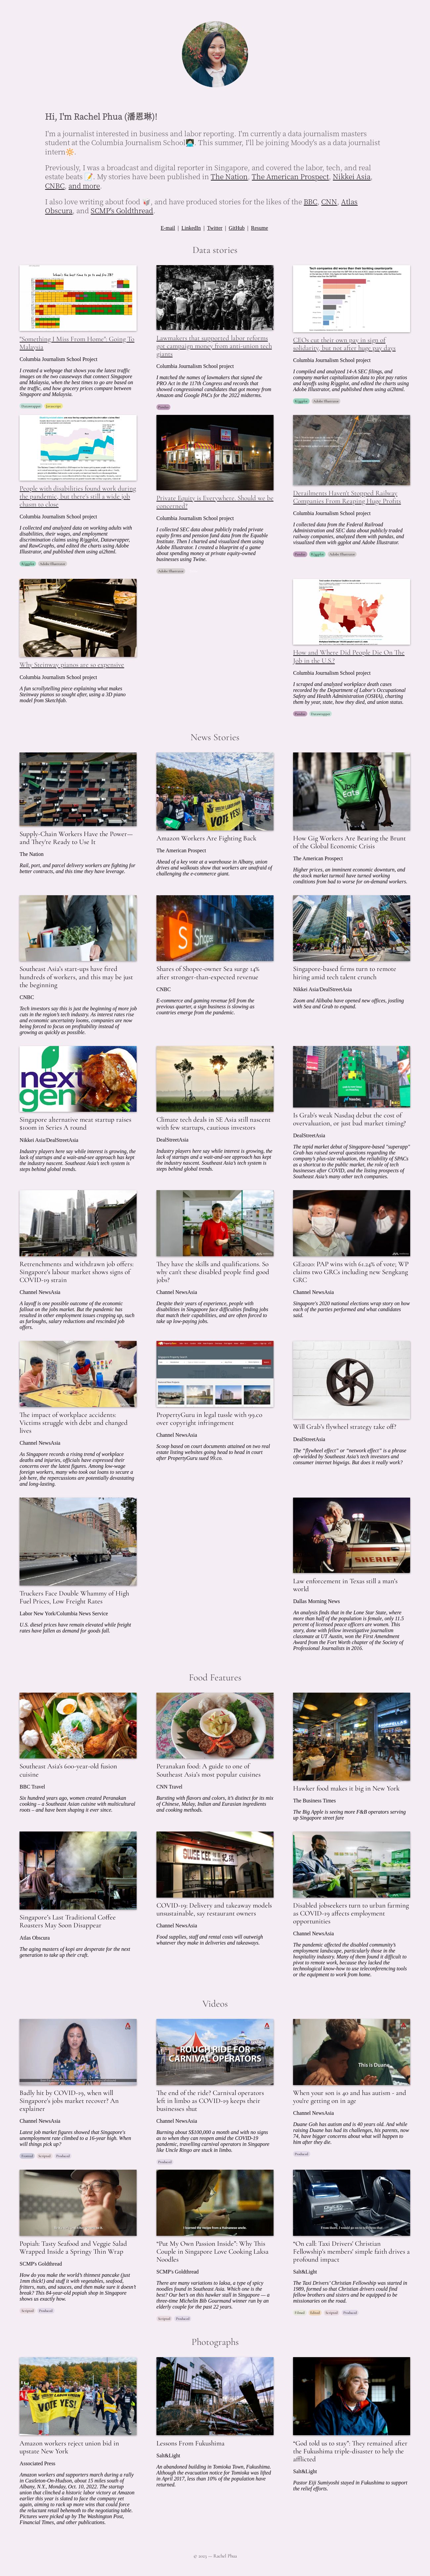 Hi, I'm Rachel Phua (潘恩琳)!
I'm a journalist interested in business and labor reporting. I'm currently a data journalism masters
student at the Columbia Journalism School👩🏻‍💻. This summer, I'll be joining Moody's as a data journalist
intern🔆.
Previously, I was a broadcast and digital reporter in Singapore, and covered the labor, tech, and real
estate beats 📝. My stories have been published in The Nation, The American Prospect, Nikkei Asia,
CNBC, and more.
I also love writing about food 🥡, and have produced stories for the likes of the BBC, CNN, Atlas
Obscura, and SCMP's Goldthread.
E-mail | LinkedIn | Twitter | GitHub | Resume
Data stories
"Something I Miss From Home": Going To
Malaysia
Columbia Journalism School Project
I created a webpage that shows you the latest traffic
images on the two causeways that connect Singapore
and Malaysia, when the best times to go and beat
the traffic, and how grocery prices compare between
Singapore and Malaysia.
Lawmakers that supported labor reforms
got campaign money from anti-union tech
giants
Columbia Journalism School project
I matched the names of lawmakers that signed the
PRO Act in the 117th Congress and records that
showed congressional candidates that got money from
Amazon and Google PACs for the 2022 midterms.
CEOs cut their own pay in sign of
solidarity, but not after huge pay days
Columbia Journalism School project
I compiled and analyzed 14-A SEC filings, and
company market capitalization data to find pay ratios
and layoffs using R/ggplot, and edited the charts using
Adobe Illustrator, and published them using ai2html.
People with disabilities found work during
the pandemic, but there's still a wide job
chasm to close
Columbia Journalism School project
I collected and analyzed data on working adults with
disabilities, their wages, and employment
discrimination claims using R/ggplot, Datawrapper,
and RawGraphs, and edited the charts using Adobe
Illustrator, and published them using ai2html.
Private Equity is Everywhere. Should we be
concerned?
Columbia Journalism School project
I collected SEC data about publicly traded private
equity firms and pension fund data from the Equable
Institute. Then I charted and visualized them using
Adobe Illustrator. I created a blueprint of a game
about spending money at private equity-owned
businesses using Twine.
Derailments Haven't Stopped Railway
Companies From Reaping Huge Profits
Columbia Journalism School project
I collected data from the Federal Railroad
Administration and SEC data about publicly traded
railway companies, analyzed them with pandas, and
visualized them with ggplot and Adobe Illustrator.
Why Steinway pianos are so expensive
Columbia Journalism School project
A fun scrollytelling piece explaining what makes
Steinway pianos so sought after, using a 3D piano
model from Sketchfab.
How and Where Did People Die On The
Job in the U.S.?
Columbia Journalism School project
I scraped and analyzed workplace death cases
recorded by the Department of Labor's Occupational
Safety and Health Administration (OSHA), charting
them by year, state, how they died, and union status.
News Stories
Supply-Chain Workers Have the Power—
and They're Ready to Use It
The Nation
Rail, port, and parcel delivery workers are fighting for
better contracts, and this time they have leverage.
Amazon Workers Are Fighting Back
The American Prospect
Ahead of a key vote at a warehouse in Albany, union
drives and walkouts show that workers are unafraid of
challenging the e-commerce giant.
How Gig Workers Are Bearing the Brunt
of the Global Economic Crisis
The American Prospect
Higher prices, an imminent economic downturn, and
the stock market turmoil have turned working
conditions from bad to worse for on-demand workers.
Southeast Asia's start-ups have fired
hundreds of workers, and this may be just
the beginning
CNBC
Tech investors say this is just the beginning of more job
cuts in the region's tech industry. As interest rates rise
and economic uncertainty looms, companies are now
being forced to focus on profitability instead of
growing as quickly as possible.
Shares of Shopee-owner Sea surge 14%
after stronger-than-expected revenue
CNBC
E-commerce and gaming revenue fell from the
previous quarter, a sign business is slowing as
countries emerge from the pandemic.
Singapore-based firms turn to remote
hiring amid tech talent crunch
Nikkei Asia/DealStreetAsia
Zoom and Alibaba have opened new offices, jostling
with Sea and Grab to expand.
Singapore alternative meat startup raises
$100m in Series A round
Nikkei Asia/DealStreetAsia
Industry players here say while interest is growing, the
lack of startups and a wait-and-see approach has kept
the industry nascent. Southeast Asia's tech system is
steps behind global trends.
Climate tech deals in SE Asia still nascent
with few startups, cautious investors
DealStreetAsia
Industry players here say while interest is growing, the
lack of startups and a wait-and-see approach has kept
the industry nascent. Southeast Asia's tech system is
steps behind global trends.
Is Grab's weak Nasdaq debut the cost of
overvaluation, or just bad market timing?
DealStreetAsia
The tepid market debut of Singapore-based "superapp"
Grab has raised several questions regarding the
company's plus-size valuation, the reliability of SPACs
as a shortcut to the public market, the role of tech
businesses after COVID, and the listing prospects of
Southeast Asia's many other tech companies.
Retrenchments and withdrawn job offers:
Singapore's labour market shows signs of
COVID-19 strain
Channel NewsAsia
A layoff is one possible outcome of the economic
fallout on the job market. But the pandemic has
resulted in other employment issues cropping up, such
as furloughs, salary reductions and rescinded job
offers.
They have the skills and qualifications. So
why can't these disabled people find good
jobs?
Channel NewsAsia
Despite their years of experience, people with
disabilities in Singapore face difficulties finding jobs
that match their capabilities, and are often forced to
take up low-paying jobs.
GE2020: PAP wins with 61.24% of vote; WP
claims two GRCs including new Sengkang
GRC
Channel NewsAsia
Singapore's 2020 national elections wrap story on how
each of the parties performed and what candidates
said.
The impact of workplace accidents:
Victims struggle with debt and changed
lives
Channel NewsAsia
As Singapore records a rising trend of workplace
deaths and injuries, officials have expressed their
concerns over the latest figures. Among low-wage
foreign workers, many who took out loans to secure a
job here, the repercussions are potentially devastating
and long-lasting.
PropertyGuru in legal tussle with 99.co
over copyright infringement
Channel NewsAsia
Scoop based on court documents attained on two real
estate listing websites going head to head in court
after PropertyGuru sued 99.co.
Will Grab's flywheel strategy take off?
DealStreetAsia
The "flywheel effect" or "network effect" is a phrase
oft-wielded by Southeast Asia's tech investors and
consumer internet bigwigs. But does it really work?
Truckers Face Double Whammy of High
Fuel Prices, Low Freight Rates
Labor New York/Columbia News Service
U.S. diesel prices have remain elevated while freight
rates have fallen as demand for goods fall.
Law enforcement in Texas still a man's
world
Dallas Morning News
An analysis finds that in the Lone Star State, where
more than half of the population is female, only 11.5
percent of licensed peace officers are women. This
story, done with fellow investigative journalism
classmate at UT Austin, won the First Amendment
Award from the Fort Worth chapter of the Society of
Professional Journalists in 2016.
Food Features
Southeast Asia's 600-year-old fusion
cuisine
BBC Travel
Six hundred years ago, women created Peranakan
cooking – a Southeast Asian cuisine with multicultural
roots – and have been shaping it ever since.
Peranakan food: A guide to one of
Southeast Asia's most popular cuisines
CNN Travel
Bursting with flavors and colors, it's distinct for its mix
of Chinese, Malay, Indian and Eurasian ingredients
and cooking methods.
Hawker food makes it big in New York
The Business Times
The Big Apple is seeing more F&B operators serving
up Singapore street fare
Singapore's Last Traditional Coffee
Roasters May Soon Disappear
Atlas Obscura
The aging masters of kopi are desperate for the next
generation to take up their craft.
COVID-19: Delivery and takeaway models
unsustainable, say restaurant owners
Channel NewsAsia
Food supplies, staff and rental costs will outweigh
whatever they make in deliveries and takeaways.
Disabled jobseekers turn to urban farming
as COVID-19 affects employment
opportunities
Channel NewsAsia
The pandemic affected the disabled community's
employment landscape, particularly those in the
hospitality industry. Many of them found it difficult to
pivot to remote work, because they lacked the
technological know-how to use teleconferencing tools
or the equipment to work from home.
Videos
Badly hit by COVID-19, when will
Singapore's jobs market recover? An
explainer
Channel NewsAsia
Latest job market figures showed that Singapore's
unemployment rate climbed to a 16-year high. When
will things pick up?
ROUGH RIDE FOR
CARNIVAL OPERATORS
The end of the ride? Carnival operators
left in limbo as COVID-19 keeps their
businesses shut
Channel NewsAsia
Burning about S$100,000 a month and with no signs
as to when they can reopen amid the COVID-19
pandemic, travelling carnival operators in Singapore
like Uncle Ringo are stuck in limbo.
This is Duane
When your son is 40 and has autism - and
you're getting on in age
Channel NewsAsia
Duane Goh has autism and is 40 years old. And while
raising Duane has had its challenges, his parents, now
74, have bigger concerns about what will happen to
him after they die.
Popiah: Tasty Seafood and Veggie Salad
Wrapped Inside a Springy Thin Wrap
SCMP's Goldthread
How do you make the world's thinnest pancake (just
1mm thick!) and stuff it with vegetables, seafood,
fritters, nuts, and sauces, and then make sure it doesn't
break? This 84-year-old popiah shop in Singapore
shows us exactly how.
"Put My Own Passion Inside": Why This
Couple in Singapore Love Cooking Laksa
Noodles
SCMP's Goldthread
There are many variations to laksa, a type of spicy
noodles found in southeast Asia. Which one is the
best? Our bet's on this hawker stall in Singapore — a
three-time Michelin Bib Gourmand winner run by an
elderly couple for the past 22 years.
"On call: Taxi Drivers' Christian
Fellowship's members' simple faith drives a
profound impact
Salt&Light
The Taxi Drivers' Christian Fellowship was started in
1989, formed so that Christian drivers could find
fellow brothers and sisters and be equipped to be
missionaries on the road.
Photographs
Amazon workers reject union bid in
upstate New York
Associated Press
Amazon workers and supporters march during a rally
in Castleton-On-Hudson, about 15 miles south of
Albany, N.Y., Monday, Oct. 10, 2022. The startup
union that clinched a historic labor victory at Amazon
earlier this year is slated to face the company yet
again, aiming to rack up more wins that could force
the reluctant retail behemoth to the negotiating table.
Pictures were picked up by The Washington Post,
Financial Times, and other publications.
Lessons From Fukushima
Salt&Light
An abandoned building in Tomioka Town, Fukushima.
Although the evacuation notice for Tomioka was lifted
in April 2017, less than 10% of the population have
returned.
"God told us to stay": They remained after
the Fukushima triple-disaster to help the
afflicted
Salt&Light
Pastor Eiji Sumiyoshi stayed in Fukushima to support
the relief efforts.
© 2023 — Rachel Phua